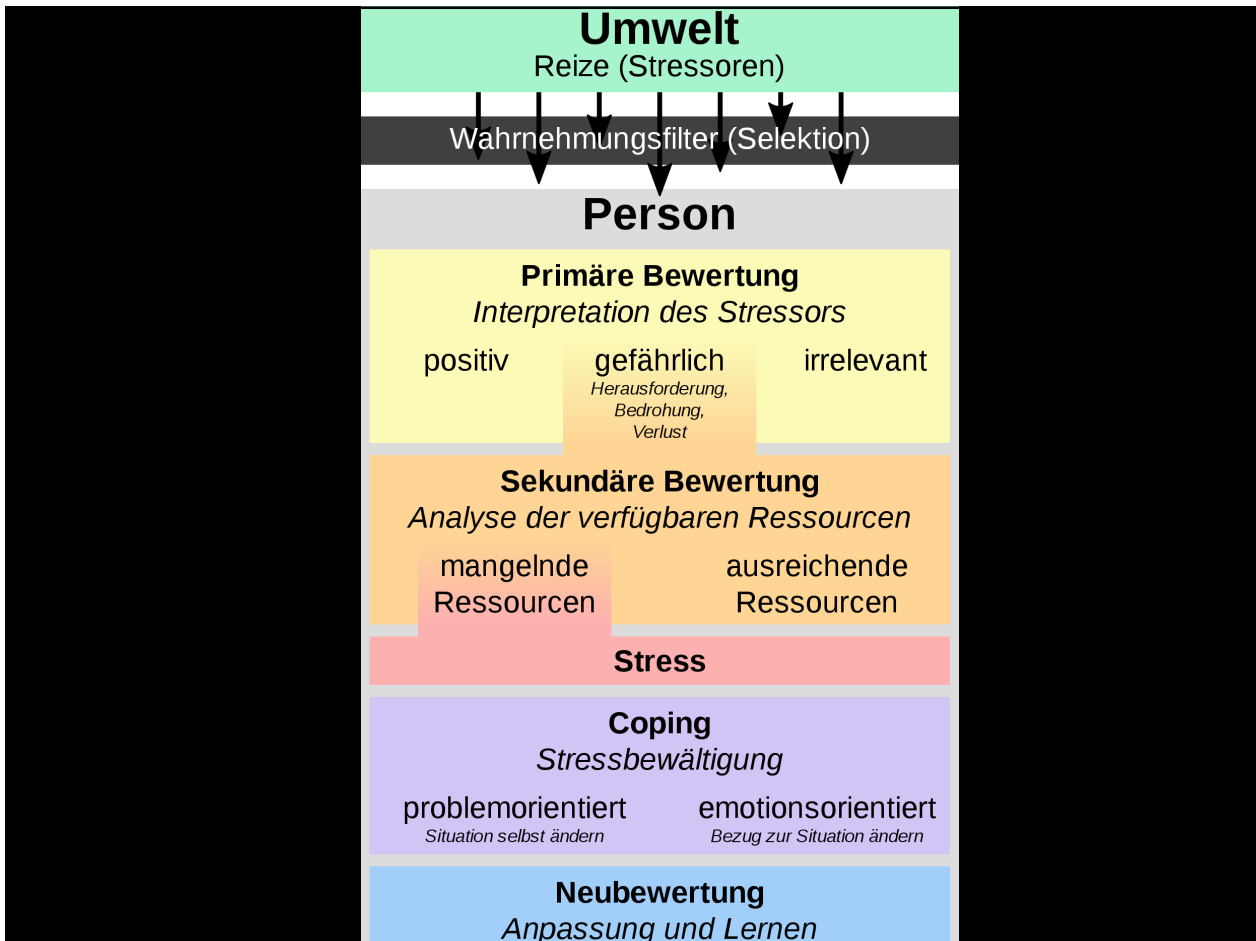 Umwelt
Reize (Stressoren)
Wahrnehmungsfilter (Selektion)
Person
Primäre Bewertung
Interpretation des Stressors
positiv gefährlich irrelevant
Herausforderung,
Bedrohung,
Verlust
Sekundäre Bewertung
Analyse der verfügbaren Ressourcen
mangelnde ausreichende
Ressourcen Ressourcen
Stress
Coping
Stressbewältigung
problemorientiert emotionsorientiert
Situation selbst ändern Bezug zur Situation ändern
Neubewertung
Anpassung und Lernen